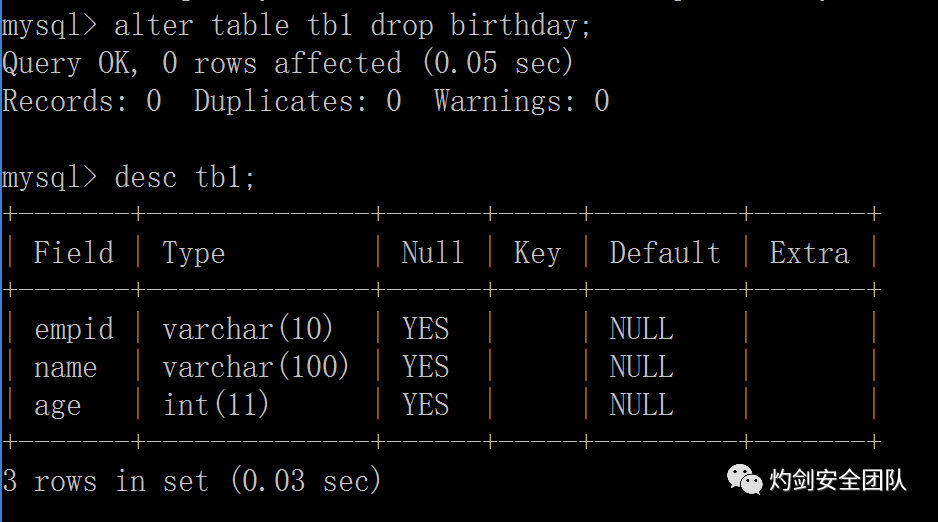 mysql> alter table tb1 drop birthday;
Query OK, 0 rows affected (0.05 sec)
Records: 0  Duplicates: 0  Warnings: 0
mysql> desc tb1;
+-------+--------------+------+-----+---------+-------+
| Field | Type         | Null | Key | Default | Extra |
+-------+--------------+------+-----+---------+-------+
| empid | varchar(10)  | YES  |     | NULL    |       |
| name  | varchar(100) | YES  |     | NULL    |       |
| age   | int(11)      | YES  |     | NULL    |       |
+-------+--------------+------+-----+---------+-------+
3 rows in set (0.03 sec)
灼剑安全团队